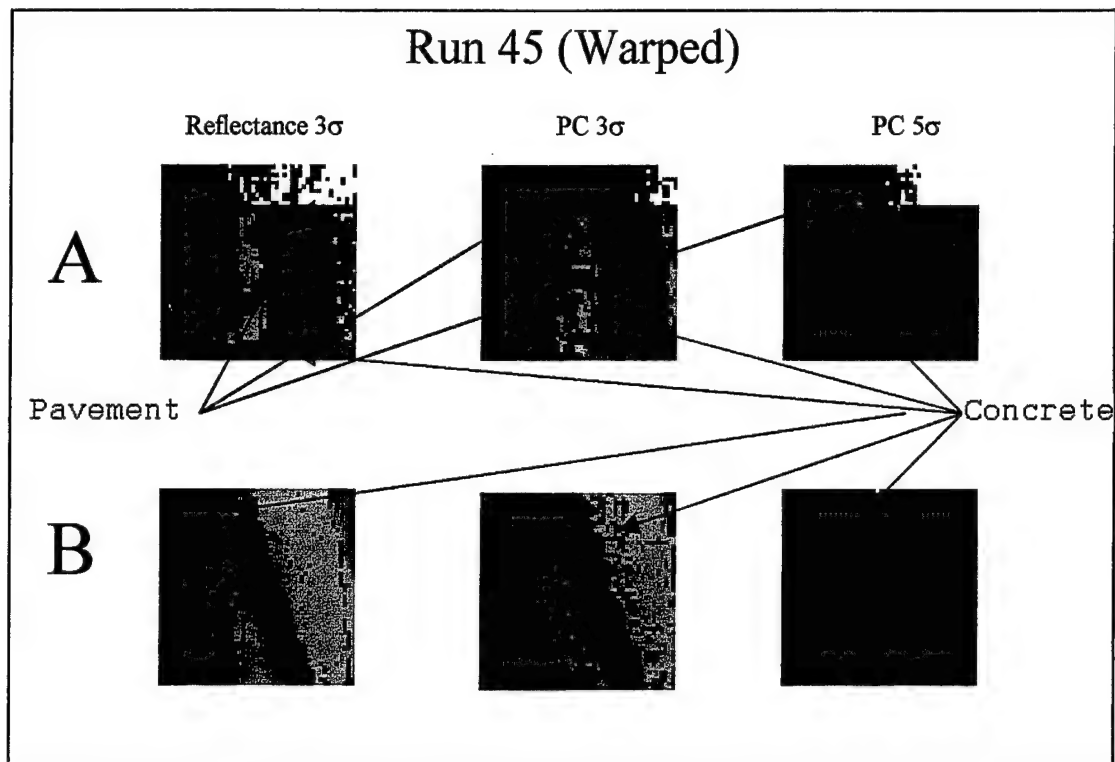 Run 45 (Warped)
Reflectance 3σ PC 3σ PC 5σ
A
Pavement Concrete
B